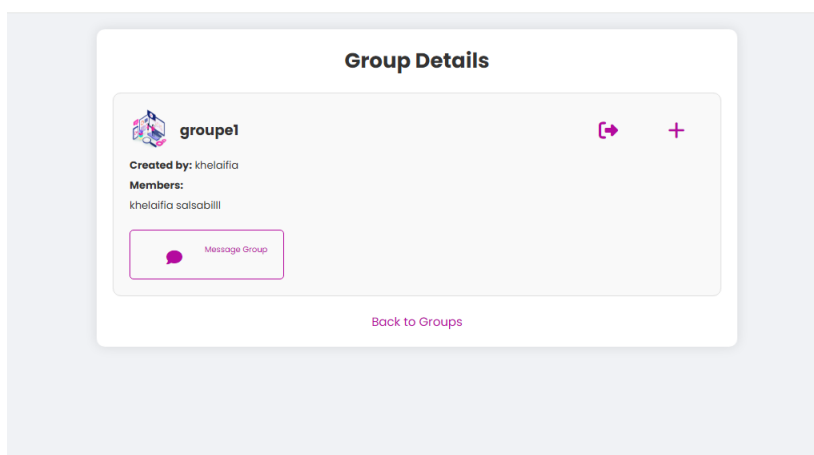 Group Details
groupe1
Created by: khelaifia
Members:
khelaifia salsabilll
Message Group
Back to Groups